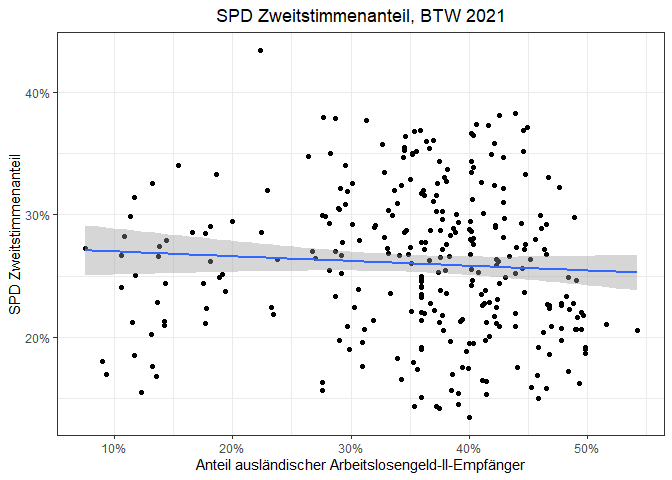 SPD Zweitstimmenanteil, BTW 2021
SPD Zweitstimmenanteil
40%
30%
20%
10%
20%
30%
40%
50%
Anteil ausländischer Arbeitslosengeld-II-Empfänger